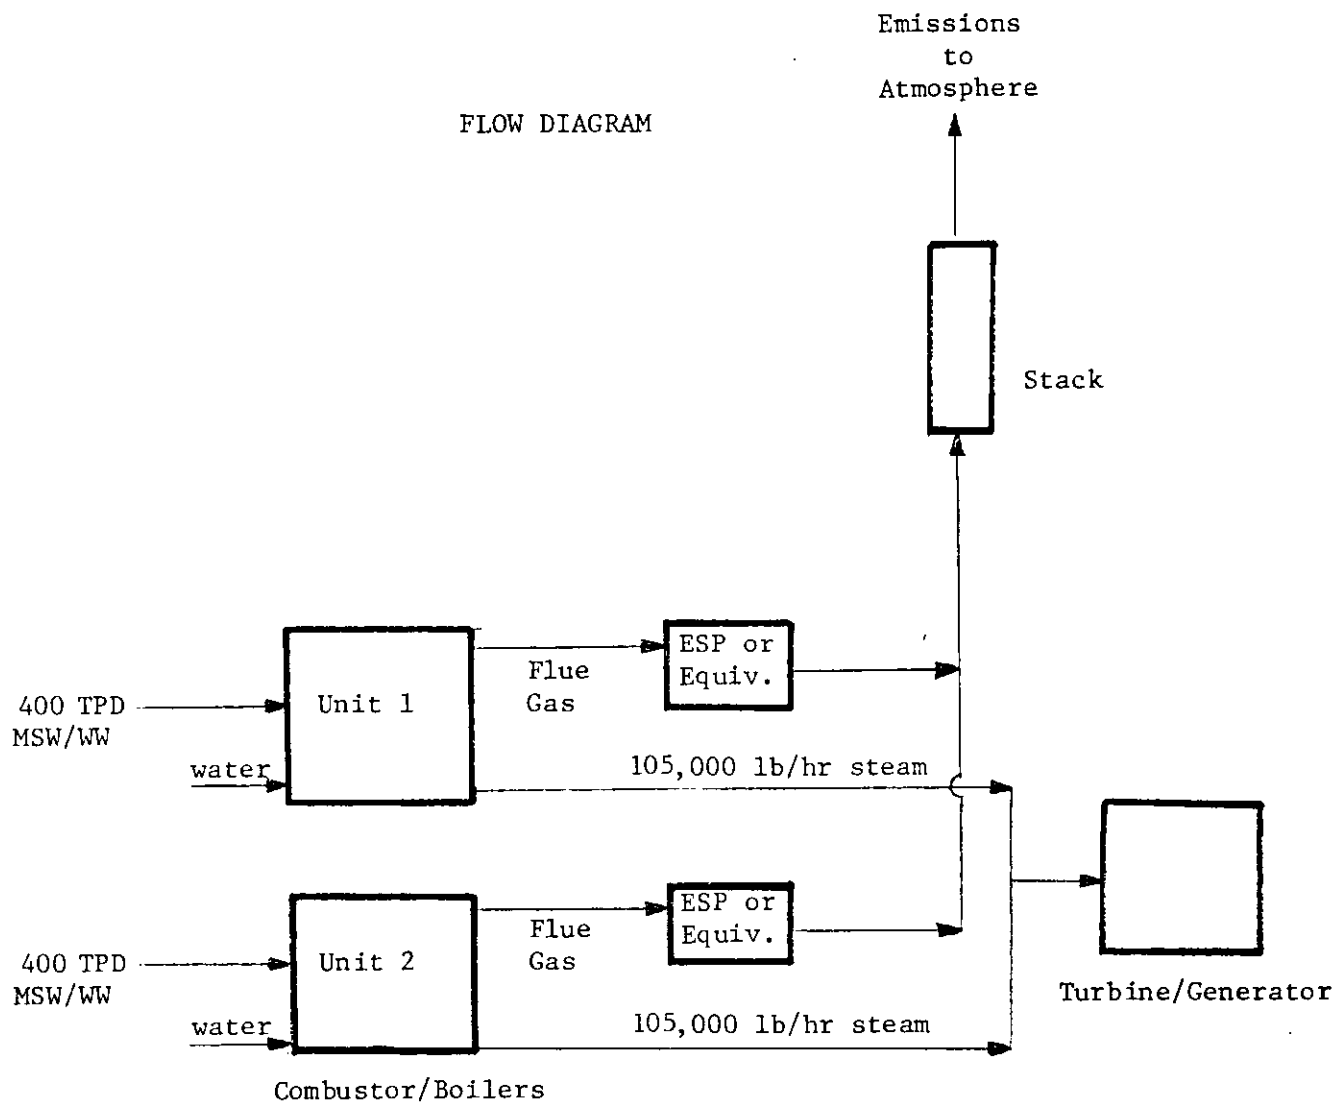 Emissions
to
Atmosphere
FLOW DIAGRAM
Stack
ESP or
Equiv.
Flue
Gas
Unit 1
400 TPD
MSW/WW
water
105,000 lb/hr steam
ESP or
Equiv.
Flue
Gas
Unit 2
400 TPD
MSW/WW
water
105,000 lb/hr steam
Turbine/Generator
Combustor/Boilers